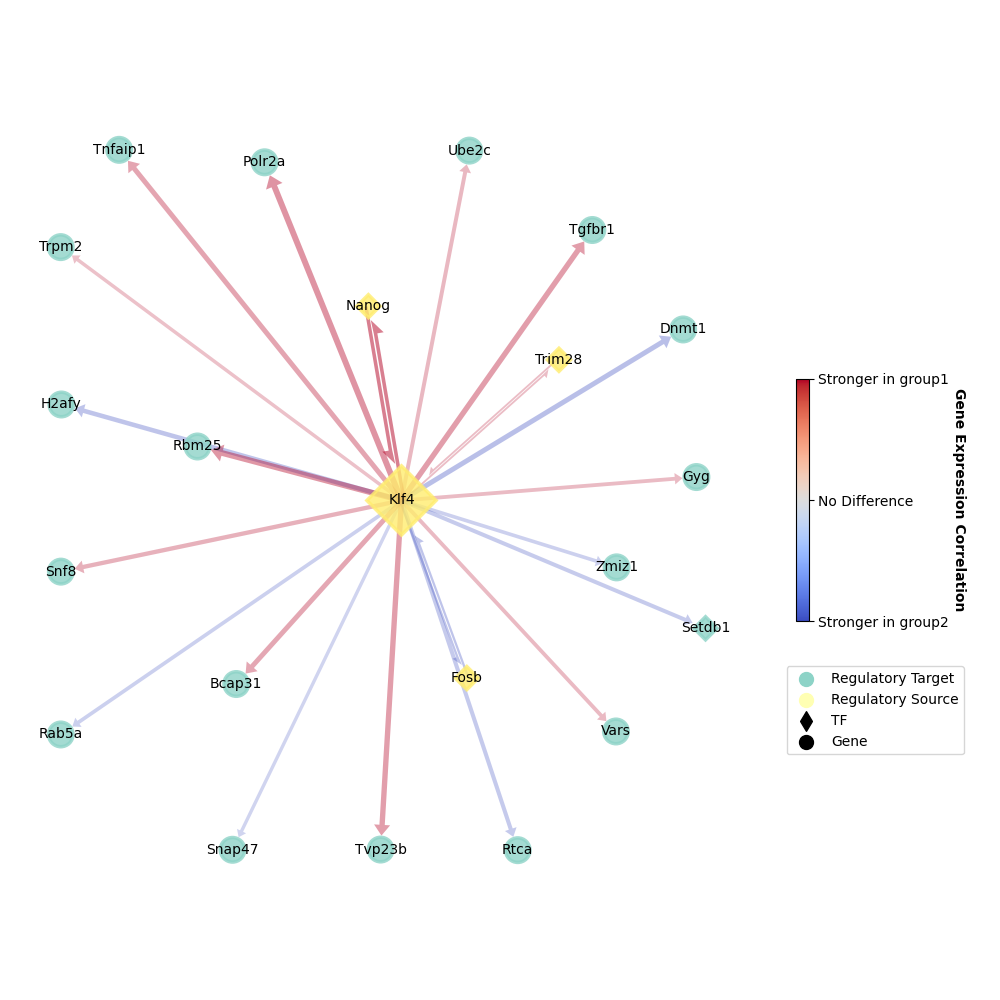 Tnfaip1
Polr2a
Ube2c
Tgfbr1
Trpm2
Nanog
Dnmt1
Trim28
H2afy
Rbm25
Gyg
Klf4
Snf8
Zmiz1
Setdb1
Bcap31
Fosb
Rab5a
Vars
Snap47
Tvp23b
Rtca
Stronger in group1
No Difference
Stronger in group2
Gene Expression Correlation
Regulatory Target
Regulatory Source
TF
Gene